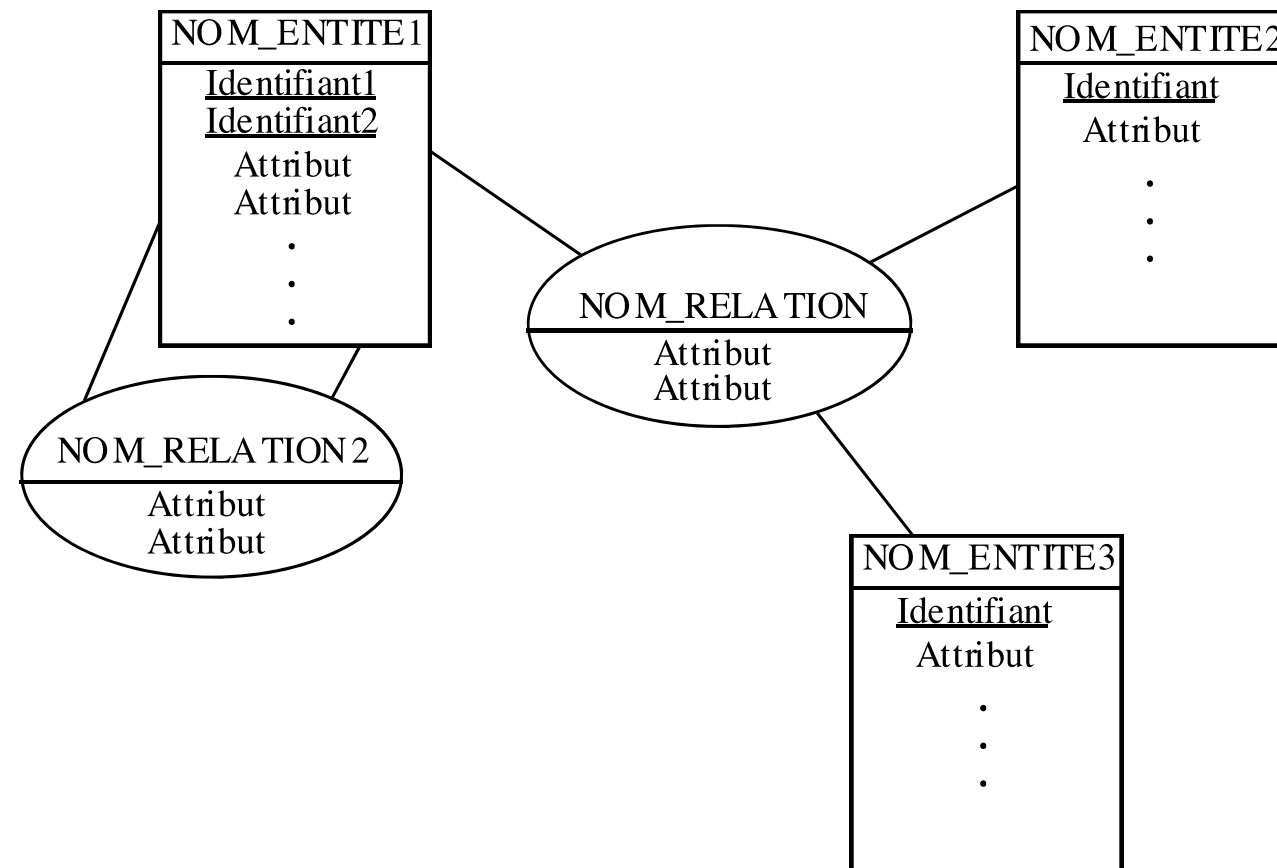 NOM_ENTITE1
Identifiant1
Identifiant2
Attribut
Attribut
.
.
.
NOM_ENTITE2
Identifiant
Attribut
.
.
.
NOM_RELATION
Attribut
Attribut
NOM_RELATION2
Attribut
Attribut
NOM_ENTITE3
Identifiant
Attribut
.
.
.